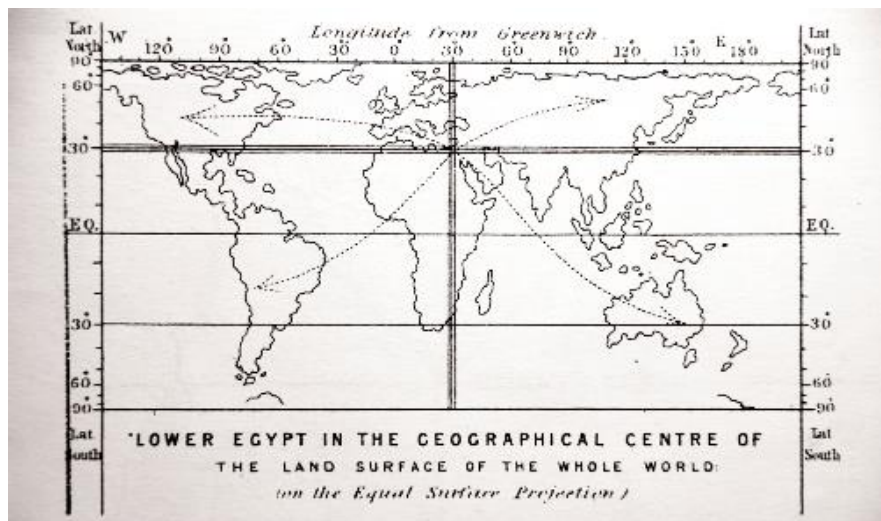 Longitude from Greenwich.
Lat North W 120° 90° 60° 30° 0° 30° 60° 90° 120° 150° E 180° Lat North
90° 90
60° 60°
30° 30°
EQ. EQ.
30° 30°
60° 60
90° 90
Lat South Lat South
"LOWER EGYPT IN THE GEOGRAPHICAL CENTRE OF
THE LAND SURFACE OF THE WHOLE WORLD:
(on the Equal Surface Projection)